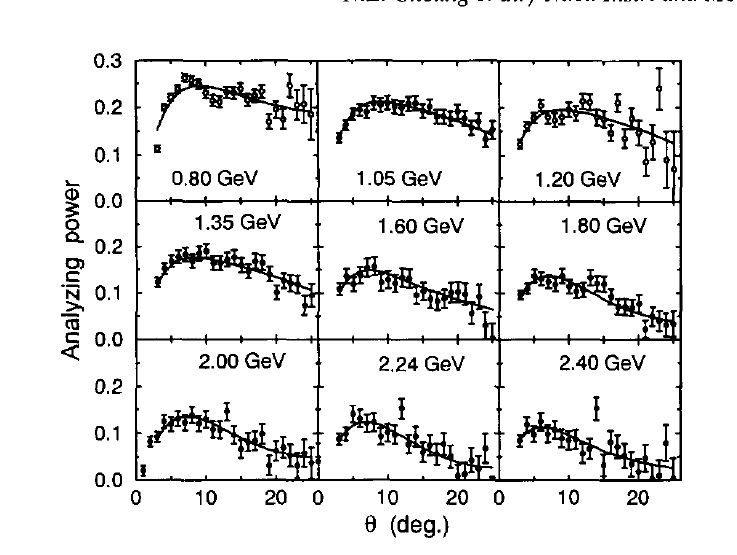 0.3
0.2
0.1
0.0
0.80 GeV
1.05 GeV
1.20 GeV
1.35 GeV
1.60 GeV
1.80 GeV
0.2
0.1
0.0
2.00 GeV
2.24 GeV
2.40 GeV
0.2
0.1
0.0
0 10 20 0 10 20 0 10 20
Analyzing power
θ (deg.)